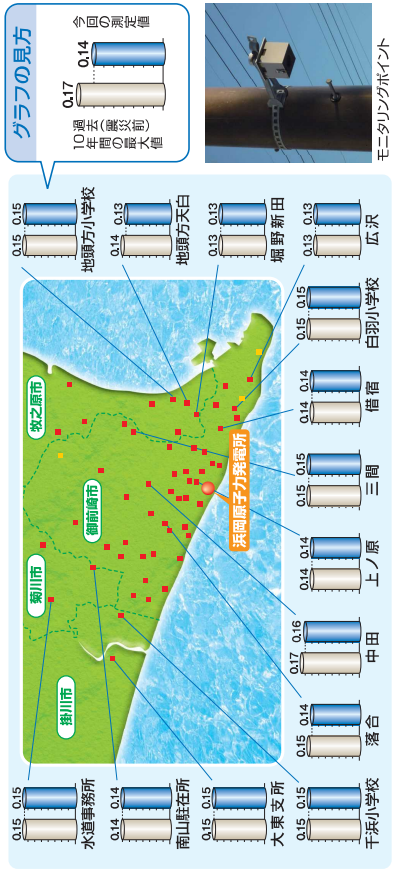 水道事務所
0.15 0.15
南山駐在所
0.14 0.14
大東支所
0.15 0.15
千浜小学校
0.15 0.15
落合
0.15 0.14
中田
0.17 0.16
上ノ原
0.14 0.14
三間
0.15 0.15
借宿
0.14 0.14
白羽小学校
0.15 0.15
広沢
0.13 0.13
堀野新田
0.13 0.13
地頭方天白
0.14 0.13
地頭方小学校
0.15 0.15
掛川市
菊川市
御前崎市
牧之原市
浜岡原子力発電所
グラフの見方
0.17
0.14
過去(震災前)
10年間の最大値
今回の測定値
モニタリングポイント